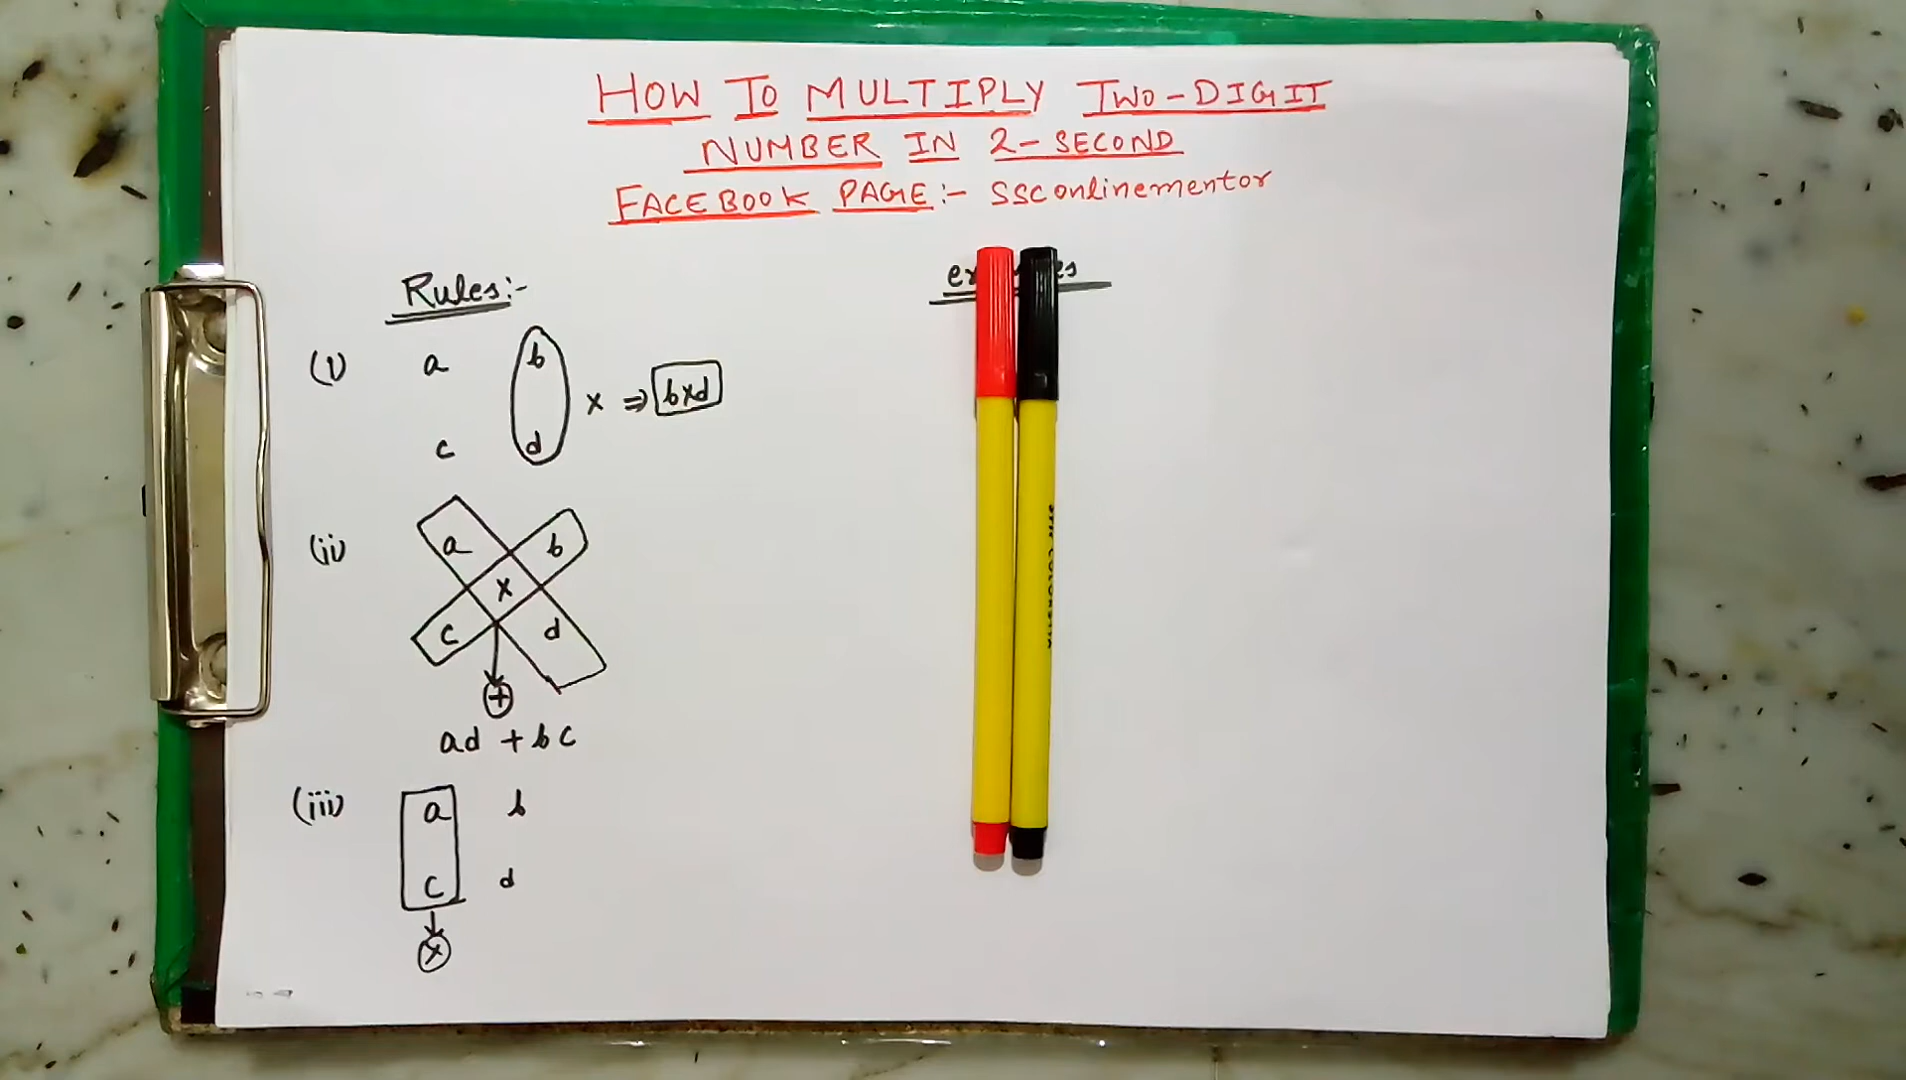 HOW TO MULTIPLY TWO-DIGIT
NUMBER IN 2-SECOND
FACEBOOK PAGE:- SSConlinementor
Rules:-
(i) a b
x ⇒ bxd
c d
(ii) a b
x
c d
+
ad + bc
(iii) a b
c d
x